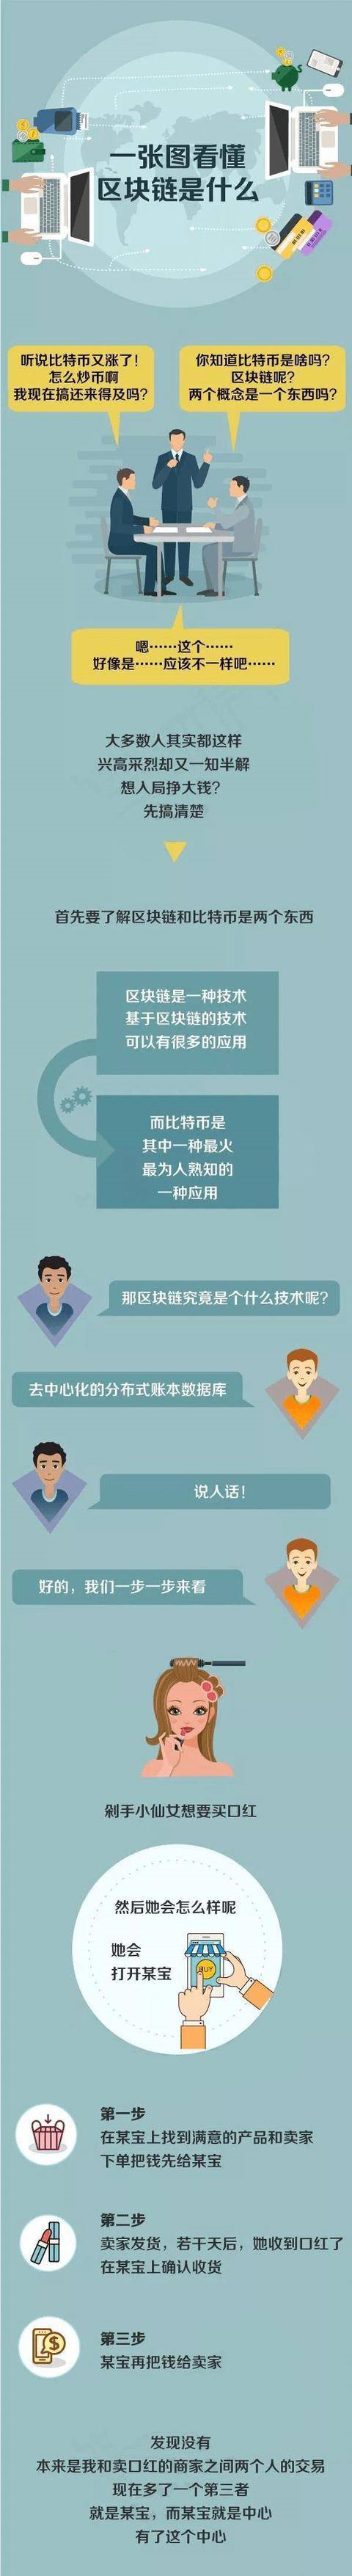 一张图看懂
区块链是什么
听说比特币又涨了！
怎么炒币啊
我现在搞还来得及吗？
你知道比特币是啥吗？
区块链呢？
两个概念是一个东西吗？
嗯……这个……
好像是……应该不一样吧……
大多数人其实都这样
兴高采烈却又一知半解
想入局挣大钱？
先搞清楚
首先要了解区块链和比特币是两个东西
区块链是一种技术
基于区块链的技术
可以有很多的应用
而比特币是
其中一种最火
最为人熟知的
一种应用
那区块链究竟是个什么技术呢？
去中心化的分布式账本数据库
说人话！
好的，我们一步一步来看
剁手小仙女想要买口红
然后她会怎么样呢
她会
打开某宝
BUY
第一步
在某宝上找到满意的产品和卖家
下单把钱先给某宝
第二步
卖家发货，若干天后，她收到口红了
在某宝上确认收货
第三步
某宝再把钱给卖家
发现没有
本来是我和卖口红的商家之间两个人的交易
现在多了一个第三者
就是某宝，而某宝就是中心
有了这个中心